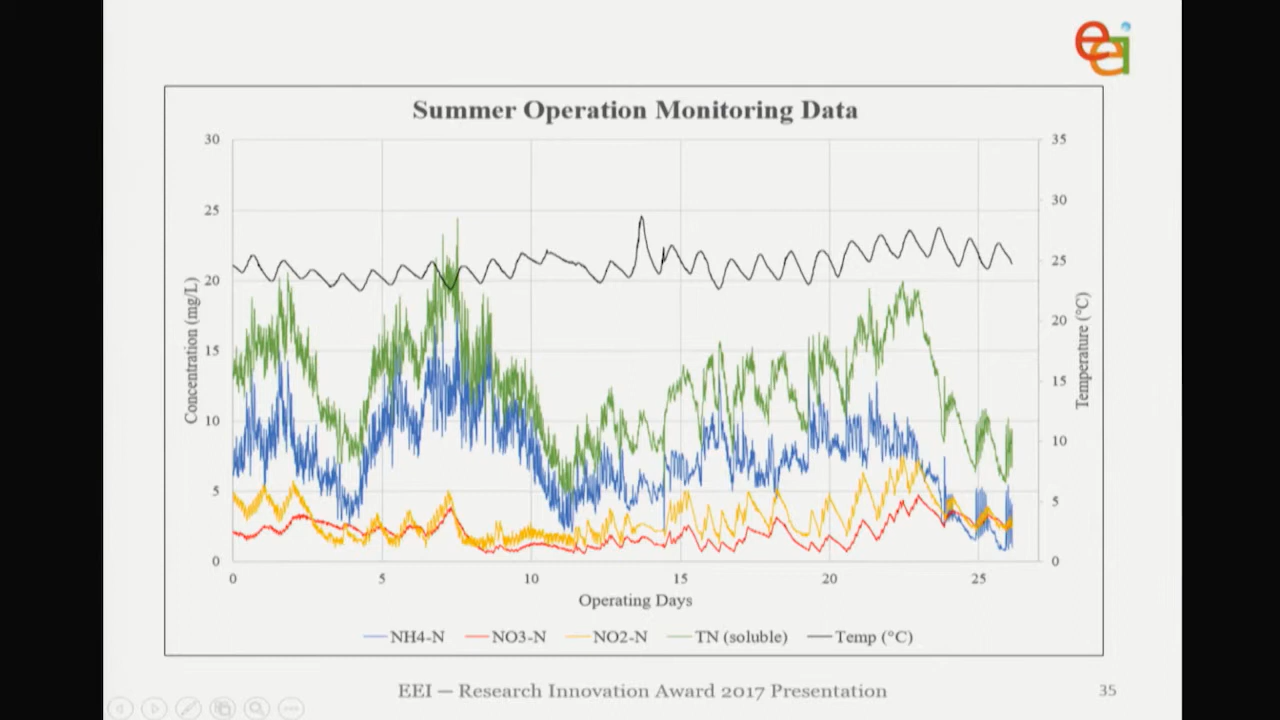 eei
Summer Operation Monitoring Data
30
25
20
15
10
5
0
Concentration (mg/L)
35
30
25
20
15
10
5
0
Temperature (°C)
0 5 10 15 20 25
Operating Days
NH4-N NO3-N NO2-N TN (soluble) Temp (°C)
EEI — Research Innovation Award 2017 Presentation 35